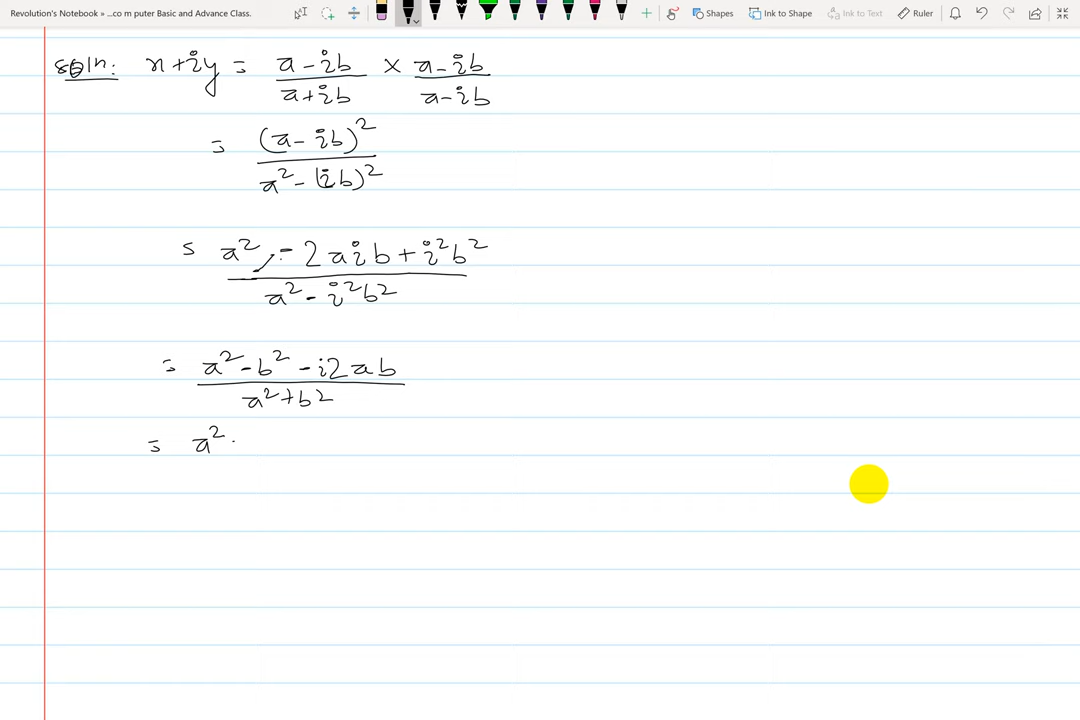 Revolution's Notebook » ...co m puter Basic and Advance Class.
Shapes
Ink to Shape
Ink to Text
Ruler
soln: x + iy = (a - ib)/(a + ib) × (a - ib)/(a - ib)
= (a - ib)²/(a² - (ib)²)
= (a² - 2aib + i²b²)/(a² - i²b²)
= (a² - b² - i2ab)/(a² + b²)
= a²